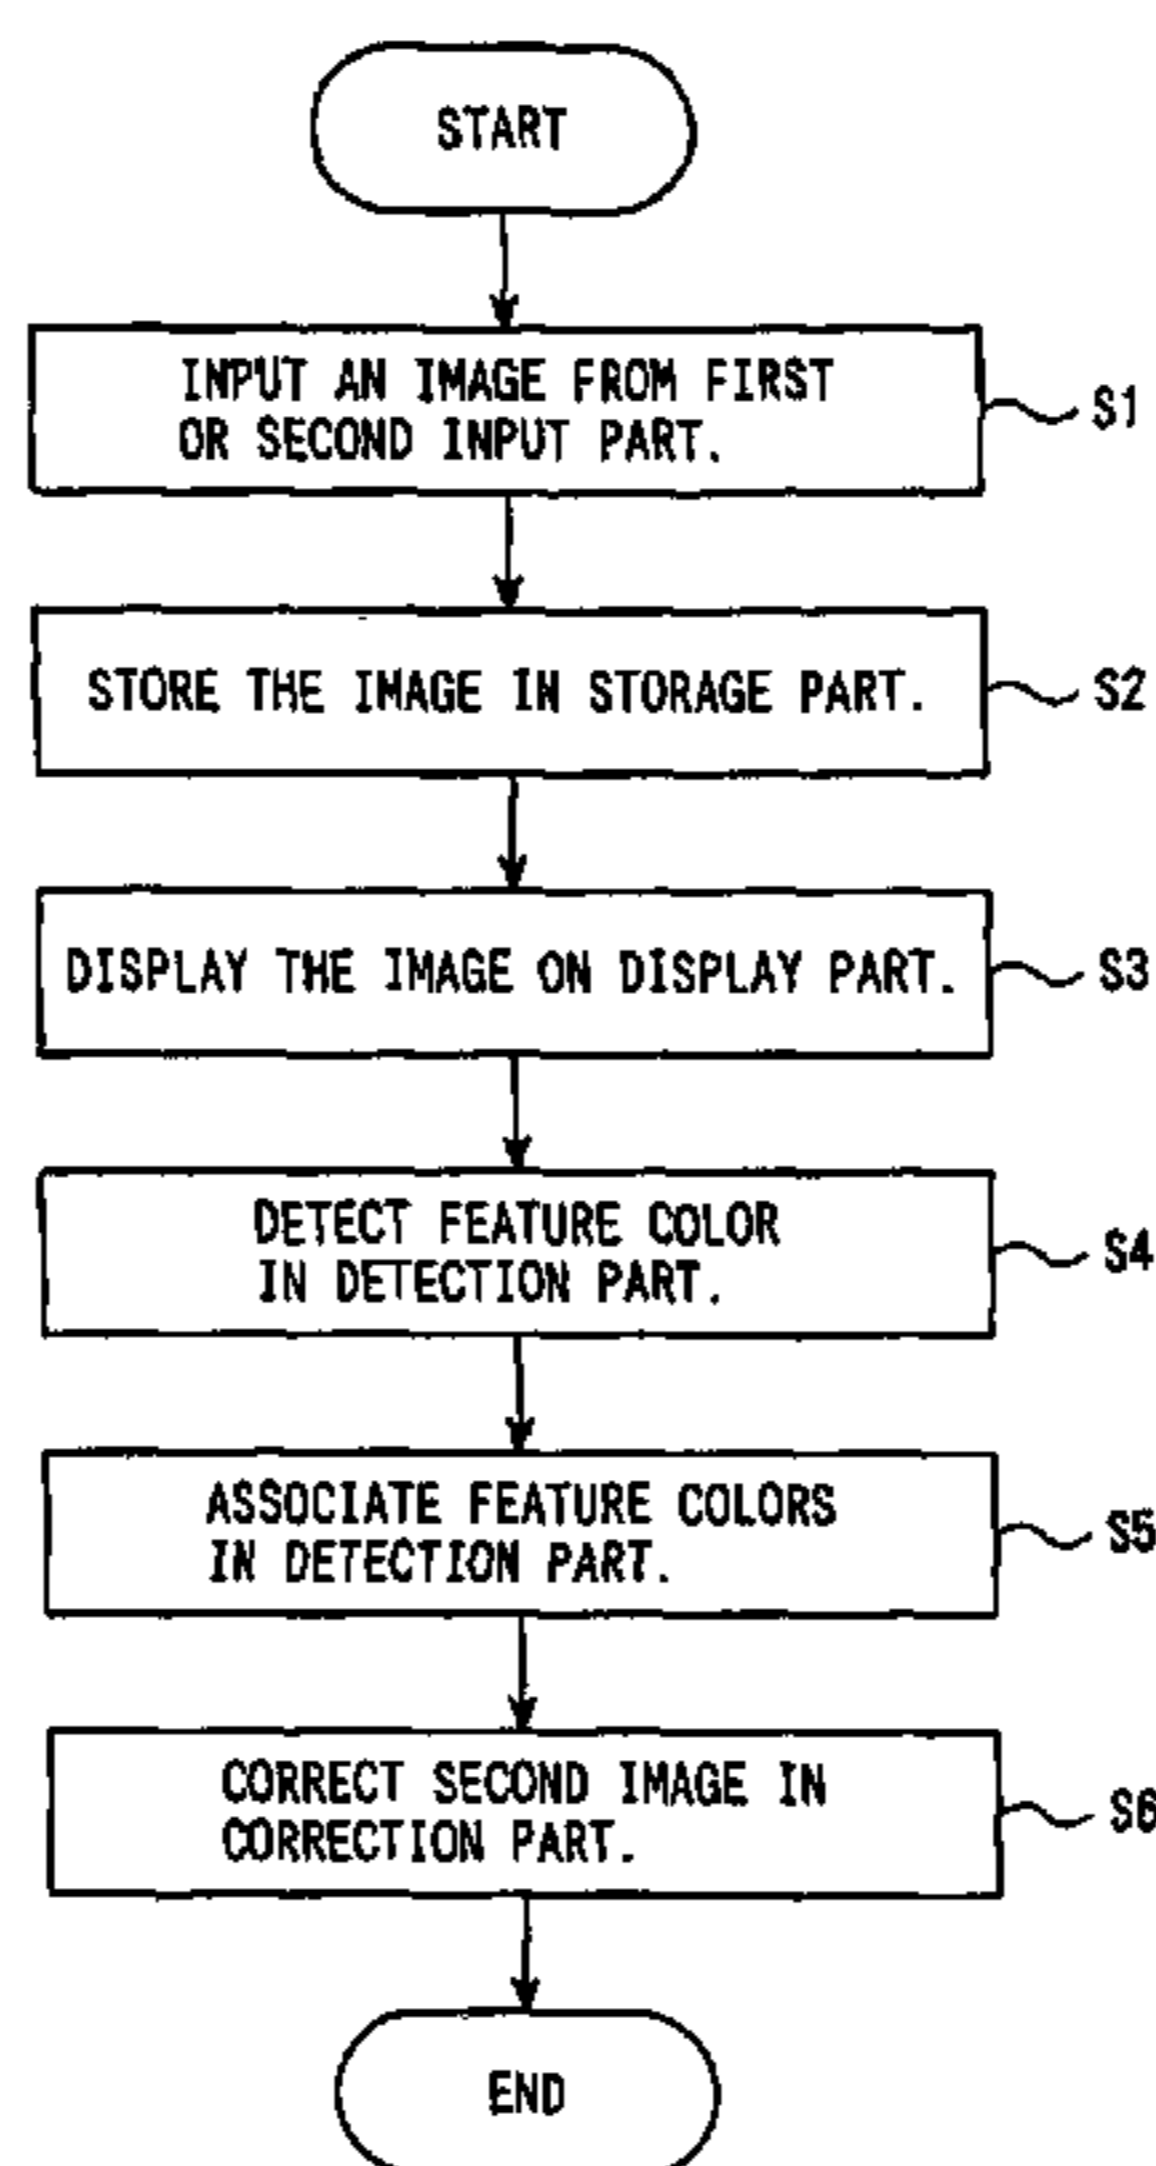 START
INPUT AN IMAGE FROM FIRST
OR SECOND INPUT PART.
S1
STORE THE IMAGE IN STORAGE PART.
S2
DISPLAY THE IMAGE ON DISPLAY PART.
S3
DETECT FEATURE COLOR
IN DETECTION PART.
S4
ASSOCIATE FEATURE COLORS
IN DETECTION PART.
S5
CORRECT SECOND IMAGE IN
CORRECTION PART.
S6
END